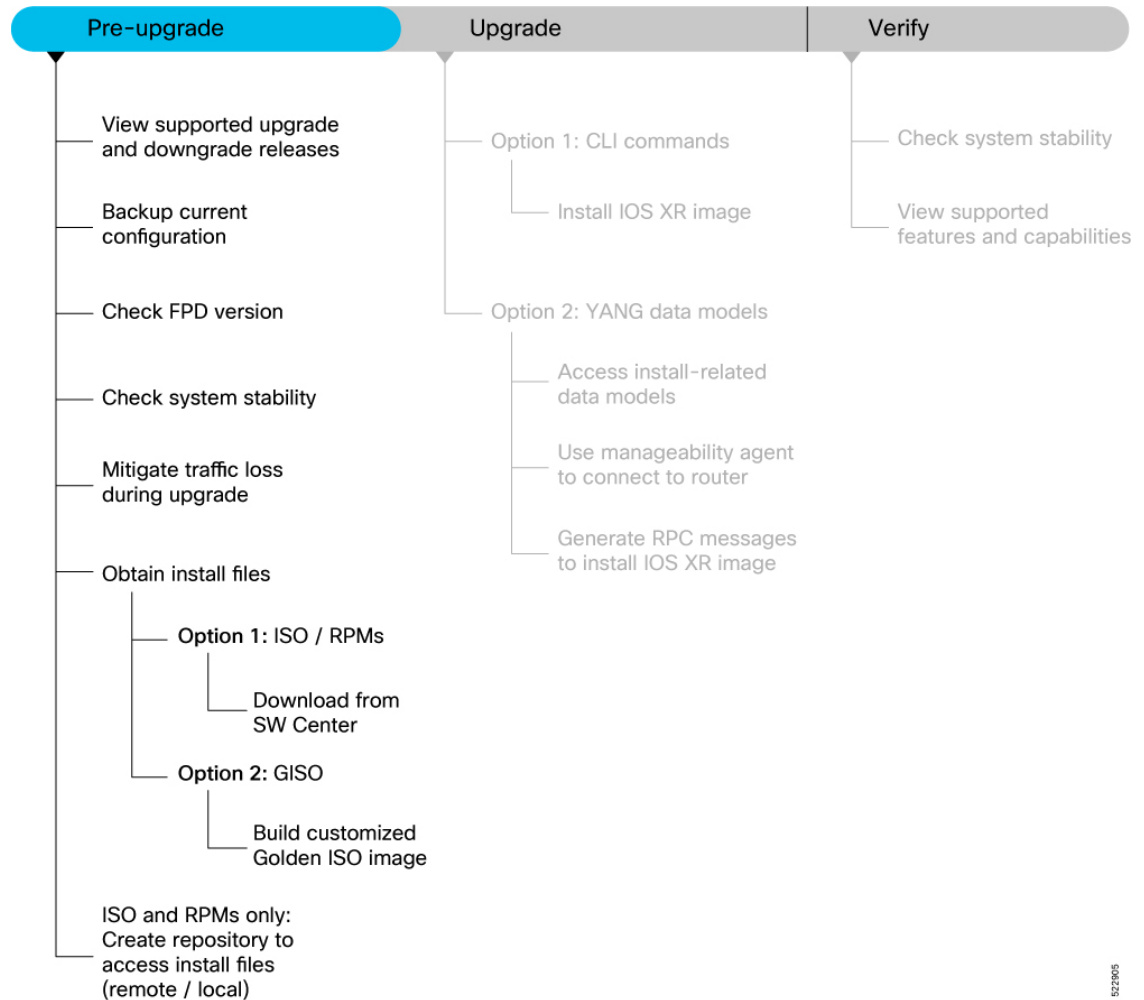 Pre-upgrade
Upgrade
Verify
View supported upgrade
and downgrade releases
Backup current
configuration
Check FPD version
Check system stability
Mitigate traffic loss
during upgrade
Obtain install files
Option 1: ISO / RPMs
Download from
SW Center
Option 2: GISO
Build customized
Golden ISO image
ISO and RPMs only:
Create repository to
access install files
(remote / local)
Option 1: CLI commands
Install IOS XR image
Option 2: YANG data models
Access install-related
data models
Use manageability agent
to connect to router
Generate RPC messages
to install IOS XR image
Check system stability
View supported
features and capabilities
522905